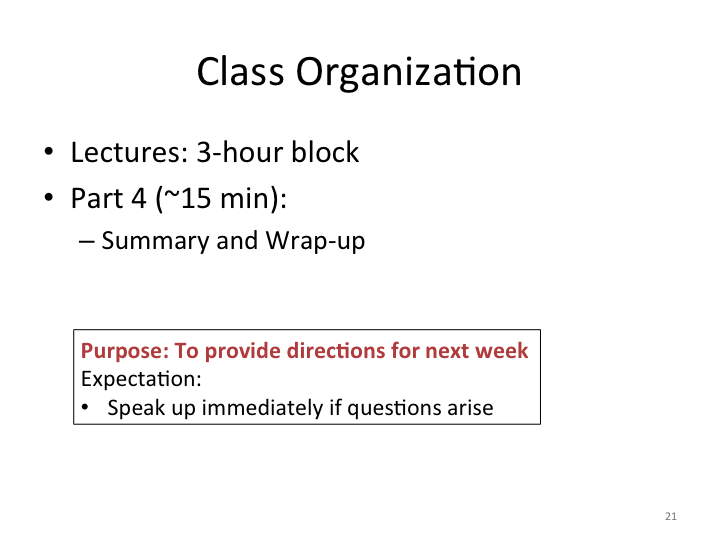 Class Organization
• Lectures: 3-hour block
• Part 4 (~15 min):
– Summary and Wrap-up
Purpose: To provide directions for next week
Expectation:
• Speak up immediately if questions arise
21